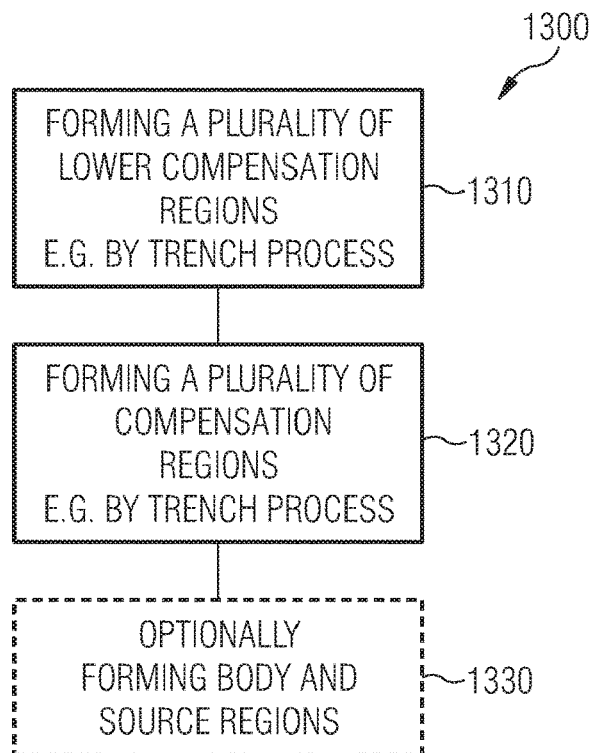 1300
FORMING A PLURALITY OF
LOWER COMPENSATION
REGIONS
E.G. BY TRENCH PROCESS
1310
FORMING A PLURALITY OF
COMPENSATION
REGIONS
E.G. BY TRENCH PROCESS
1320
OPTIONALLY
FORMING BODY AND
SOURCE REGIONS
1330